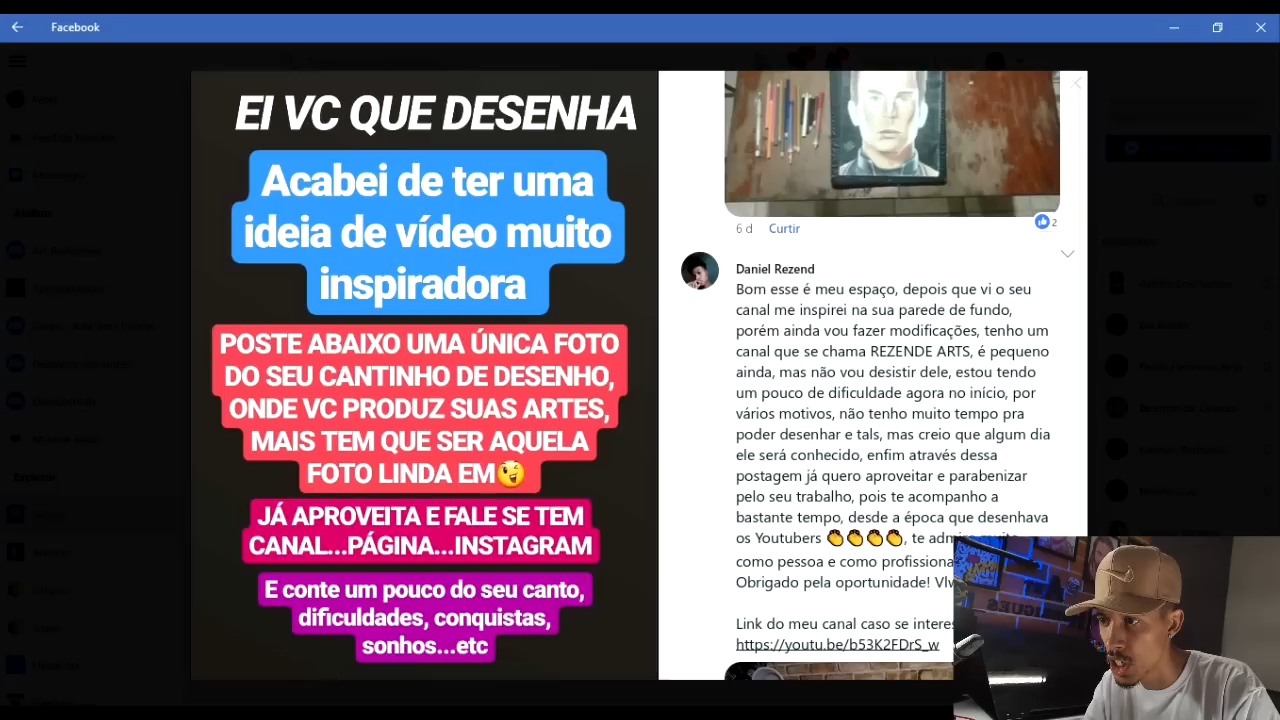 Facebook
EI VC QUE DESENHA
Acabei de ter uma
ideia de vídeo muito
inspiradora
POSTE ABAIXO UMA ÚNICA FOTO
DO SEU CANTINHO DE DESENHO,
ONDE VC PRODUZ SUAS ARTES,
MAIS TEM QUE SER AQUELA
FOTO LINDA EM😉
JÁ APROVEITA E FALE SE TEM
CANAL...PÁGINA...INSTAGRAM
E conte um pouco do seu canto,
dificuldades, conquistas,
sonhos...etc
6 d Curtir
2
Daniel Rezend
Bom esse é meu espaço, depois que vi o seu
canal me inspirei na sua parede de fundo,
porém ainda vou fazer modificações, tenho um
canal que se chama REZENDE ARTS, é pequeno
ainda, mas não vou desistir dele, estou tendo
um pouco de dificuldade agora no início, por
vários motivos, não tenho muito tempo pra
poder desenhar e tals, mas creio que algum dia
ele será conhecido, enfim através dessa
postagem já quero aproveitar e parabenizar
pelo seu trabalho, pois te acompanho a
bastante tempo, desde a época que desenhava
os Youtubers 👏👏👏👏, te admiro muito
como pessoa e como profissiona
Obrigado pela oportunidade! Vlw
Link do meu canal caso se interes
https://youtu.be/b53K2FDrS_w